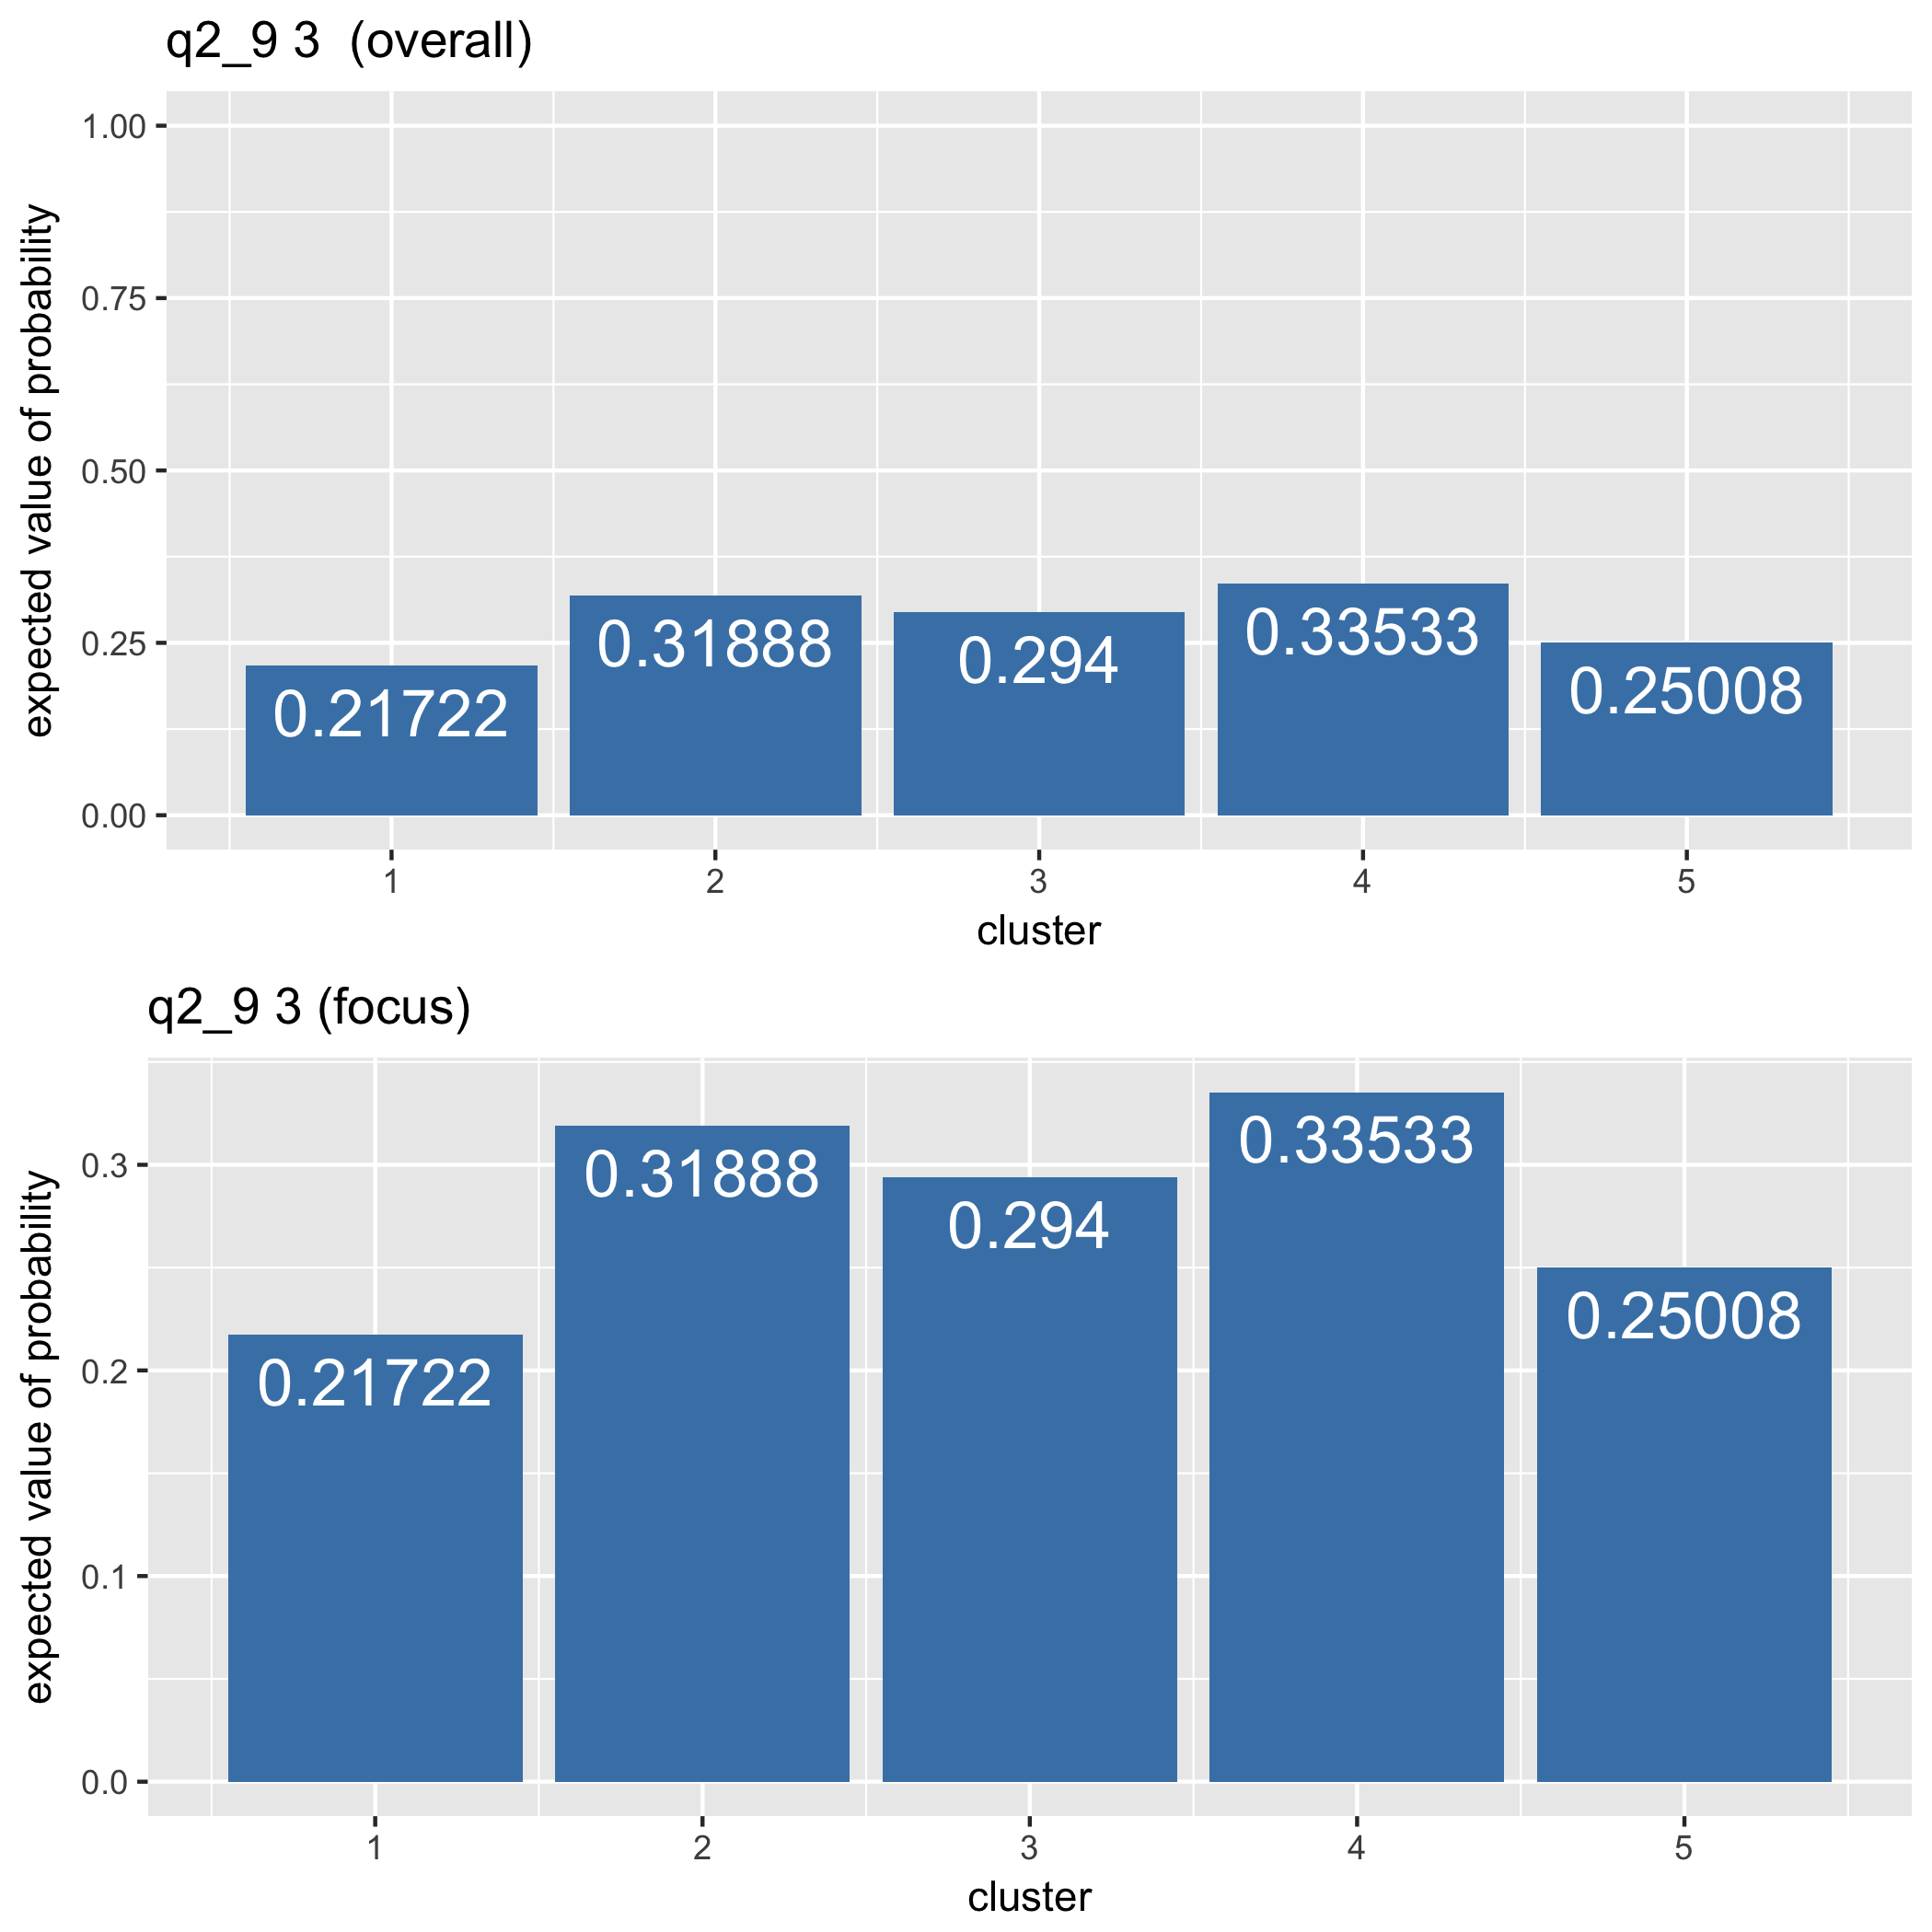 q2_9 3  (overall)
expected value of probability
1.00
0.75
0.50
0.25
0.00
0.21722
0.31888
0.294
0.33533
0.25008
1 2 3 4 5
cluster
q2_9 3 (focus)
expected value of probability
0.3
0.2
0.1
0.0
0.21722
0.31888
0.294
0.33533
0.25008
1 2 3 4 5
cluster